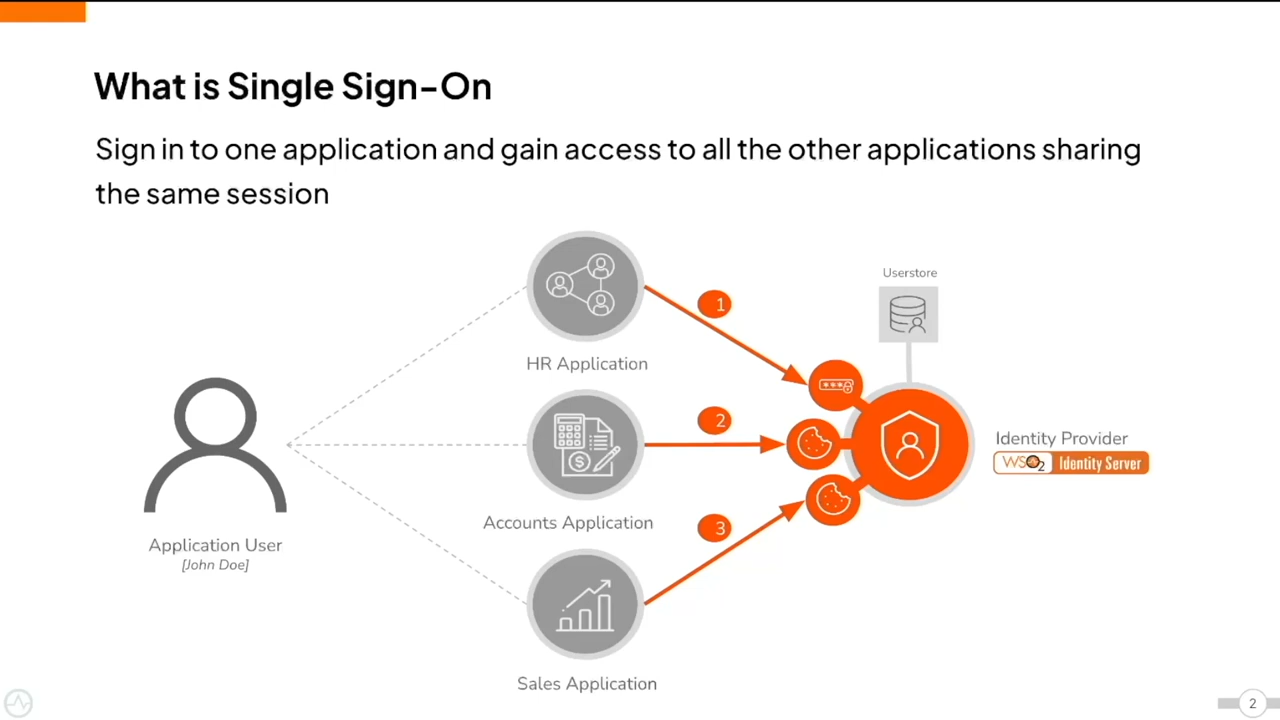 What is Single Sign-On
Sign in to one application and gain access to all the other applications sharing
the same session
Userstore
1
HR Application
****
2
Identity Provider
WSO2 Identity Server
Accounts Application
3
Application User
[John Doe]
$
Sales Application
2